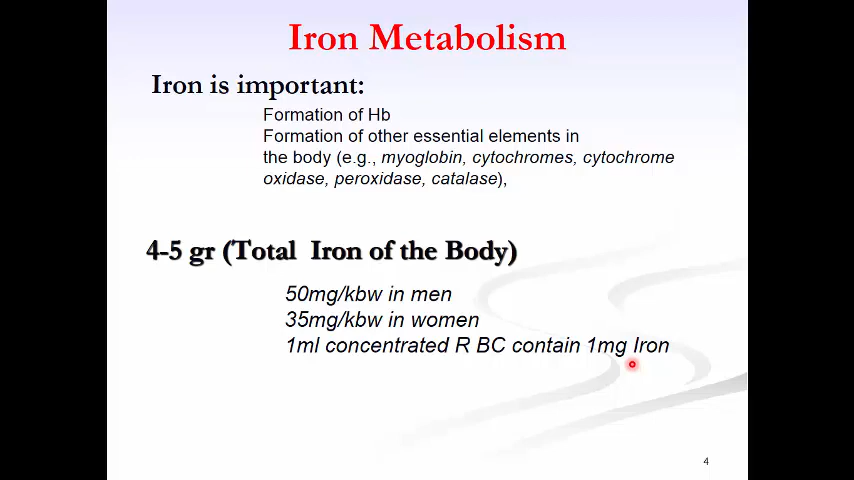 Iron Metabolism
Iron is important:
Formation of Hb
Formation of other essential elements in
the body (e.g., myoglobin, cytochromes, cytochrome
oxidase, peroxidase, catalase),
4-5 gr (Total Iron of the Body)
50mg/kbw in men
35mg/kbw in women
1ml concentrated R BC contain 1mg Iron
4